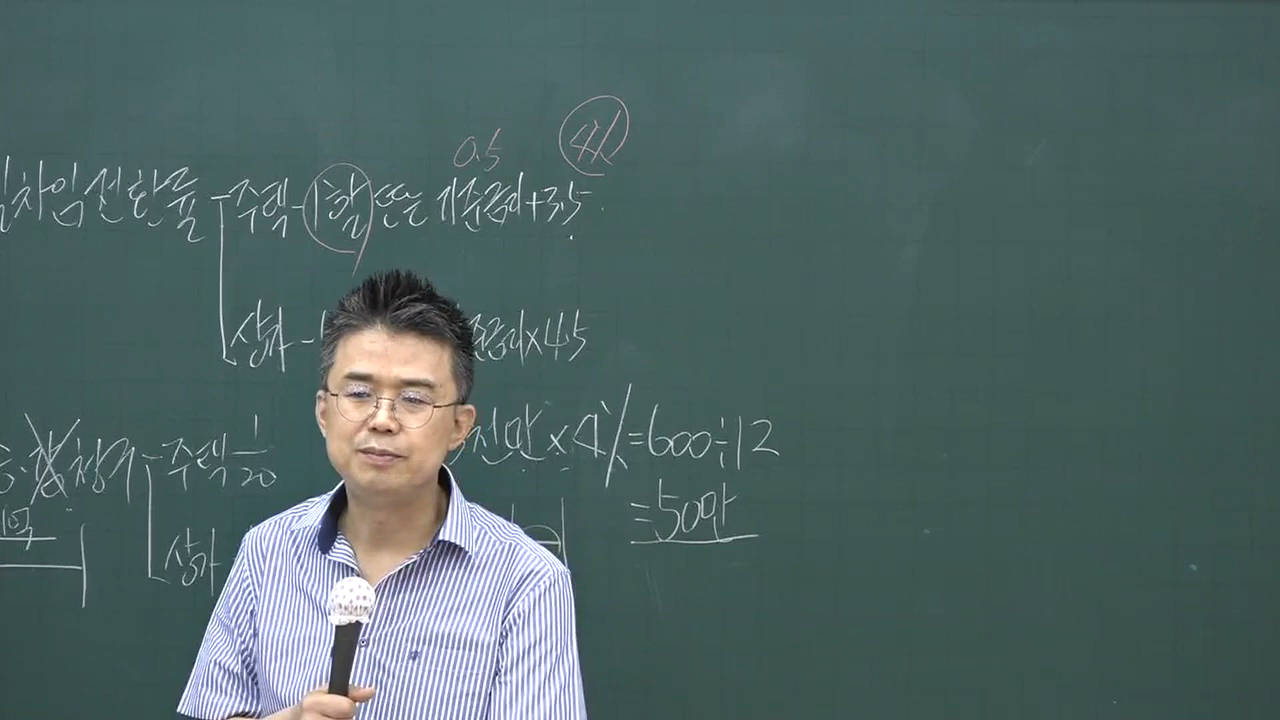 0.5 4%
차임전환율 주택-1할 또는 기준금리+3.5
상가- 준금리×4.5
주택 1/20 천만×4%=600÷12
=50만
상가